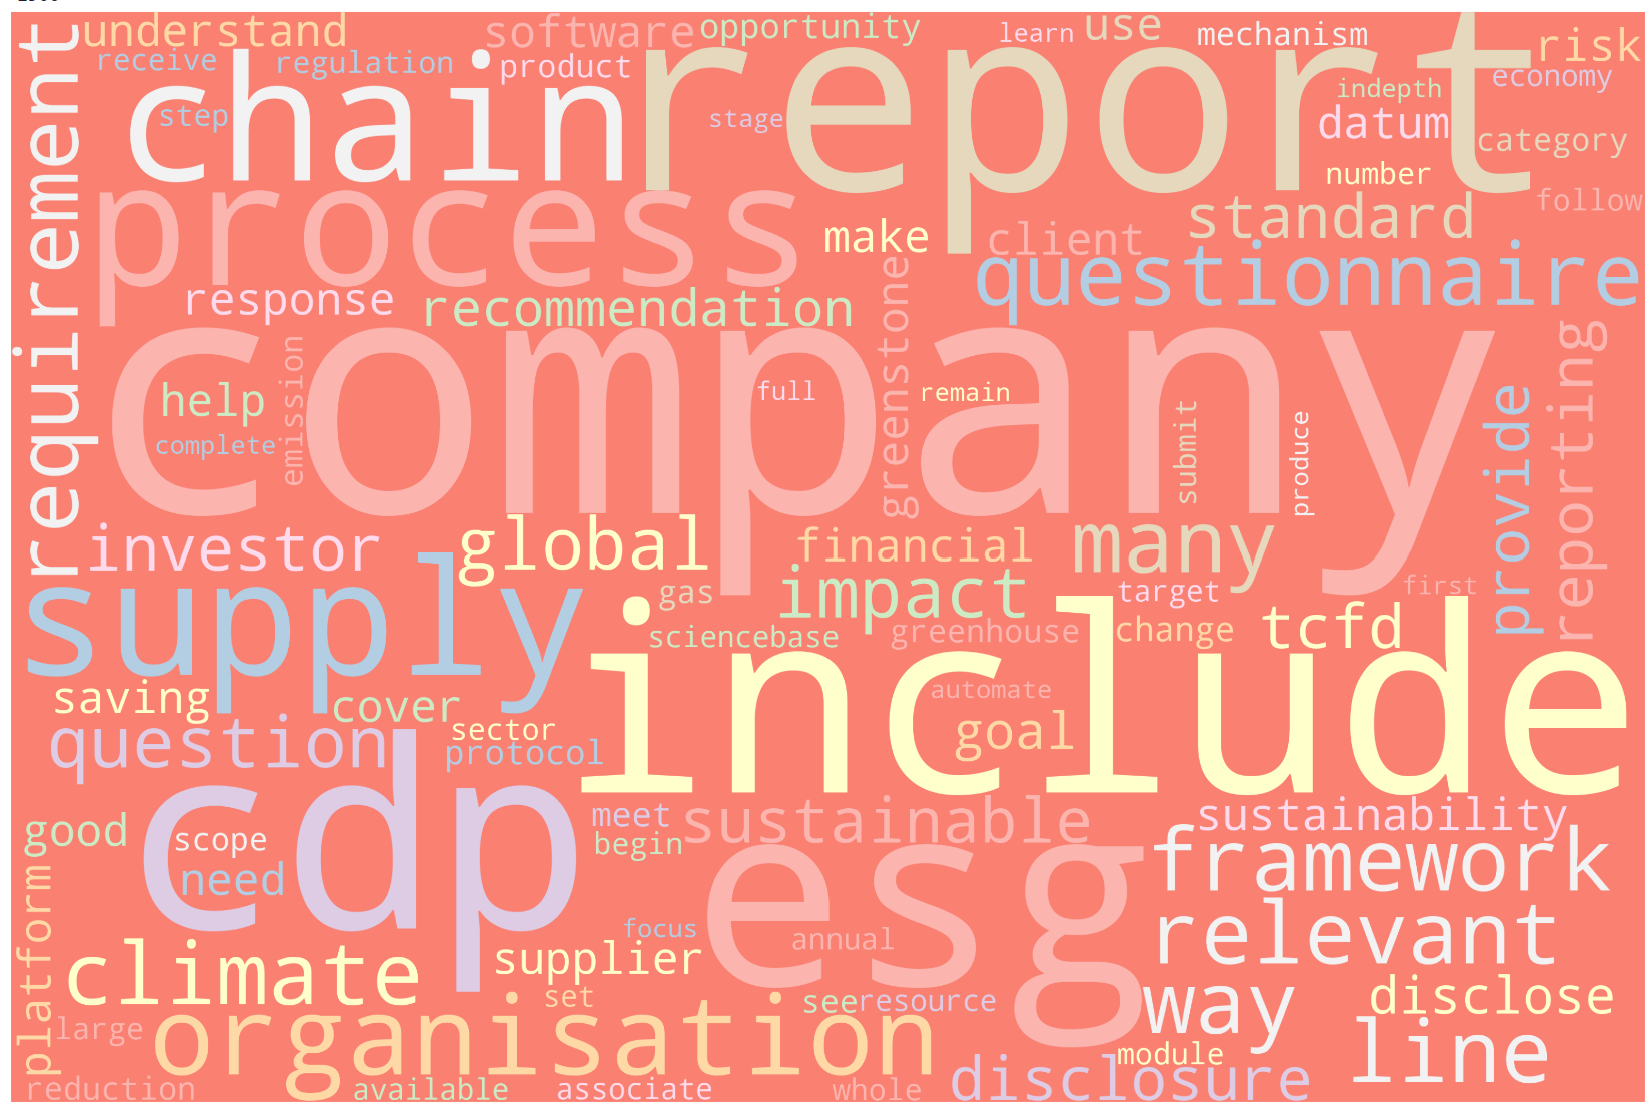 understand
software
opportunity
learn
use
mechanism
risk
receive
regulation
product
report
economy
chain
step
stage
indepth
datum
category
requirement
process
number
follow
make
client
standard
questionnaire
response
recommendation
greenstone
company
help
emission
full
remain
submit
produce
provide
reporting
complete
investor
global
financial
many
supply
gas
impact
target
first
sciencebase
greenhouse
change
tcfd
include
saving
cover
automate
question
sector
protocol
goal
cdp
good
scope
meet
begin
sustainable
sustainability
need
esg
framework
platform
focus
annual
relevant
climate
supplier
set
see
resource
way
disclose
large
organisation
module
line
reduction
available
associate
whole
disclosure